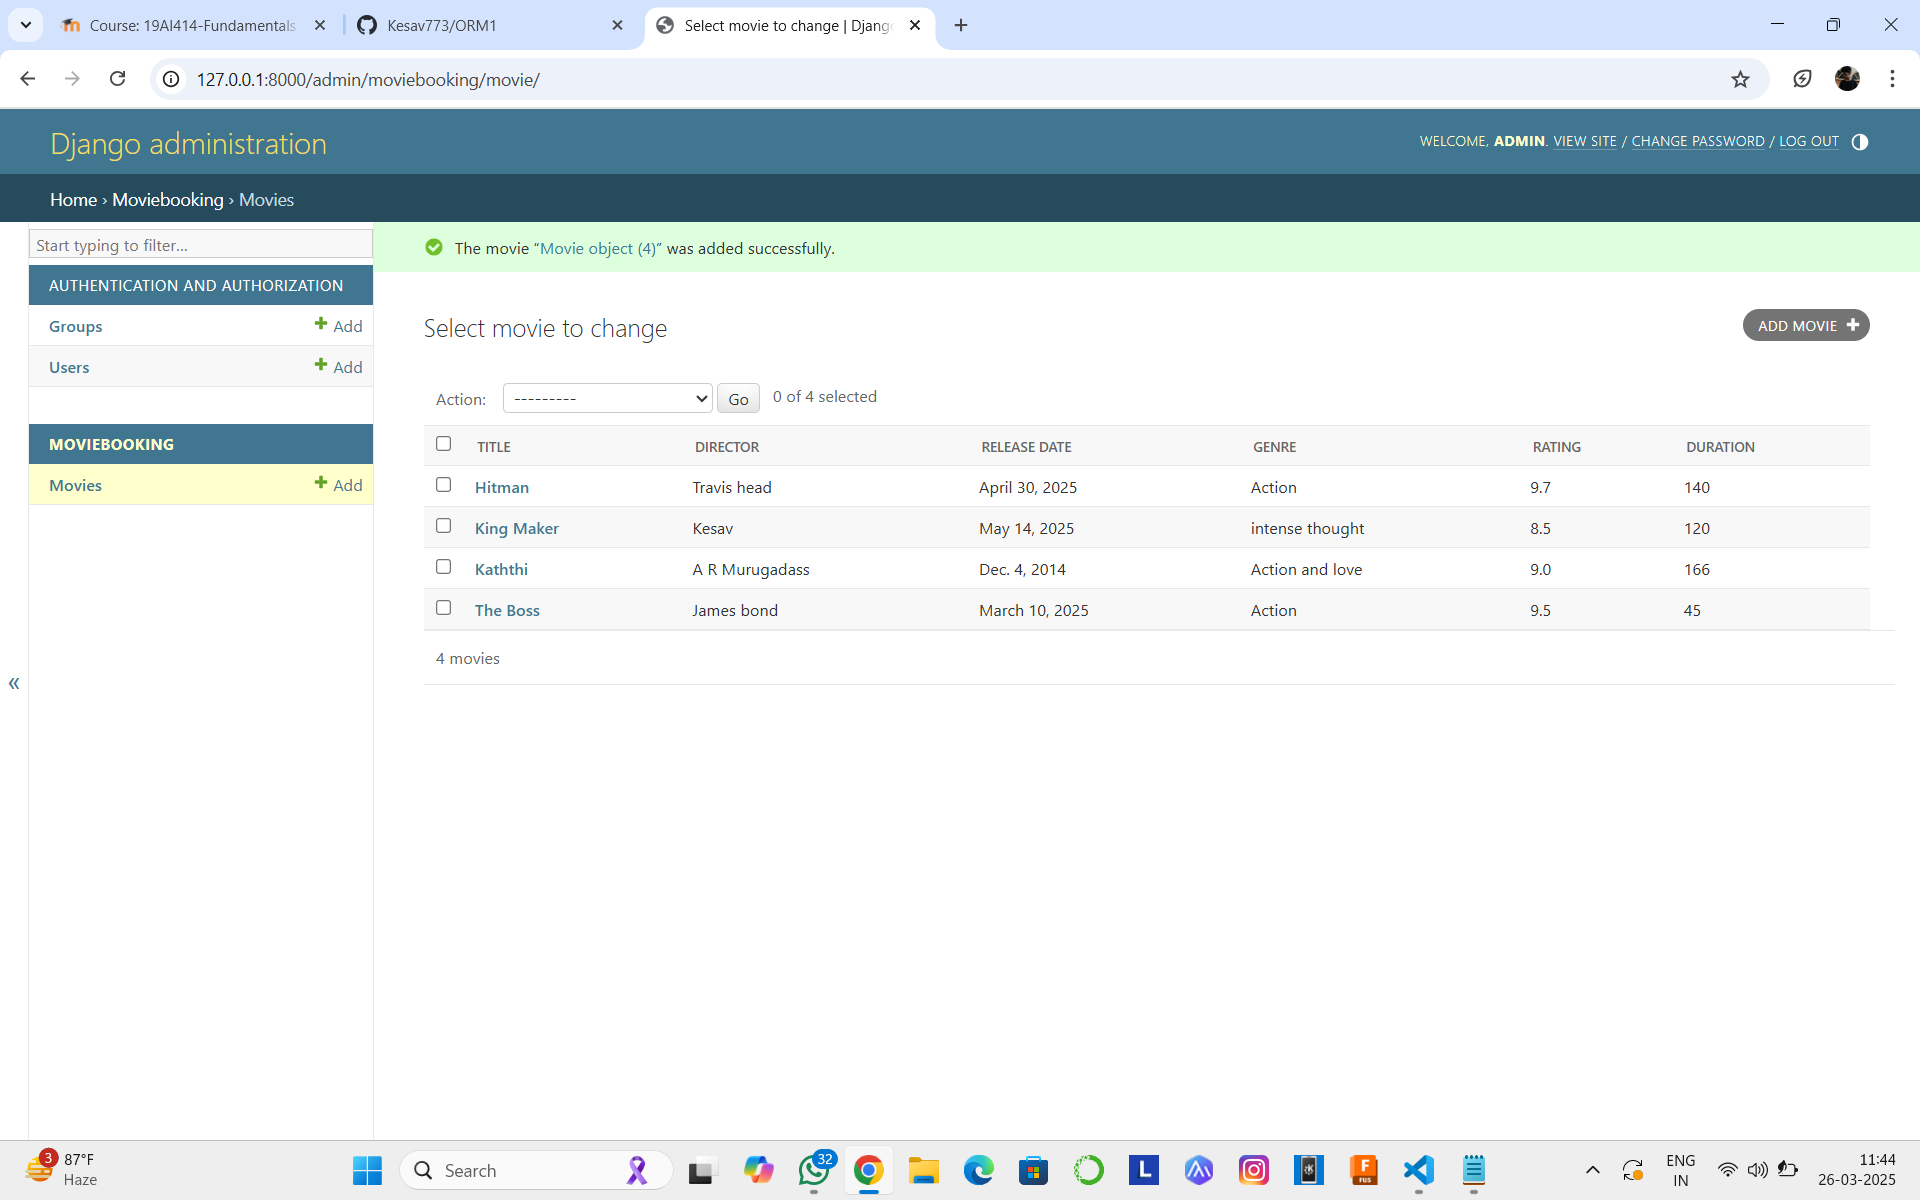 Course: 19AI414-Fundamentals
Kesav773/ORM1
Select movie to change | Djang
127.0.0.1:8000/admin/moviebooking/movie/
Django administration
WELCOME, ADMIN. VIEW SITE / CHANGE PASSWORD / LOG OUT
Home › Moviebooking › Movies
Start typing to filter...
AUTHENTICATION AND AUTHORIZATION
Groups Add
Users Add
MOVIEBOOKING
Movies Add
«
The movie “Movie object (4)” was added successfully.
Select movie to change
ADD MOVIE
Action: --------- Go 0 of 4 selected
TITLE DIRECTOR RELEASE DATE GENRE RATING DURATION
Hitman Travis head April 30, 2025 Action 9.7 140
King Maker Kesav May 14, 2025 intense thought 8.5 120
Kaththi A R Murugadass Dec. 4, 2014 Action and love 9.0 166
The Boss James bond March 10, 2025 Action 9.5 45
4 movies
3
87°F
Haze
Search
32
L
F
FUS
ENG
IN
11:44
26-03-2025